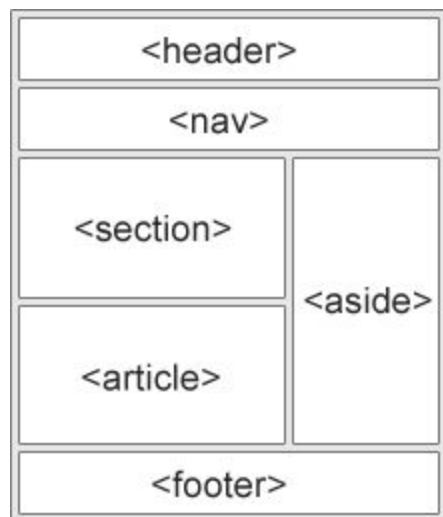 <header>
<nav>
<section>
<aside>
<article>
<footer>